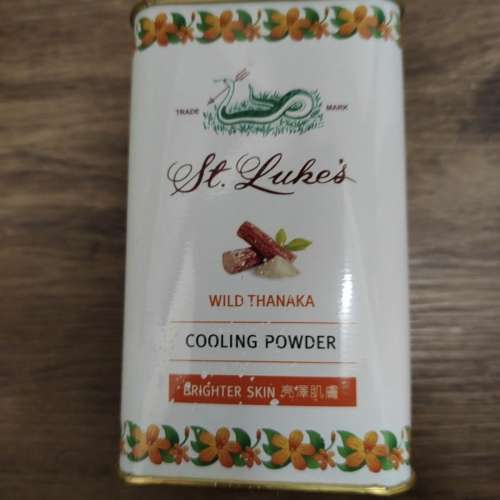 TRADE MARK
St. Luke's
WILD THANAKA
COOLING POWDER
BRIGHTER SKIN 亮澤肌膚